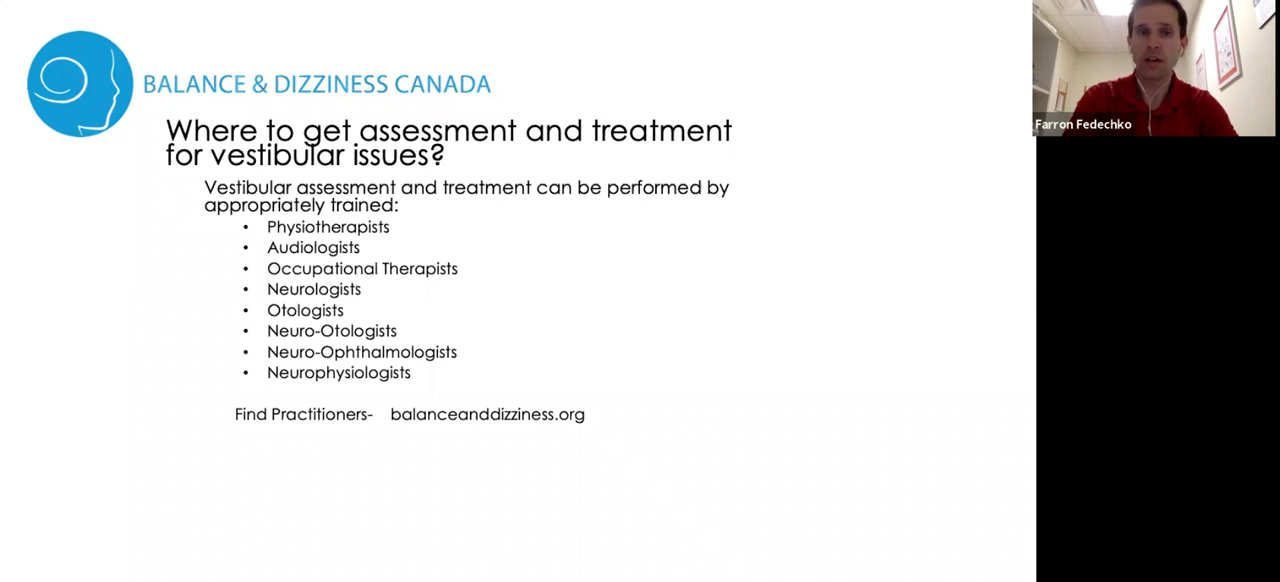 BALANCE & DIZZINESS CANADA
Where to get assessment and treatment
for vestibular issues?
Vestibular assessment and treatment can be performed by
appropriately trained:
• Physiotherapists
• Audiologists
• Occupational Therapists
• Neurologists
• Otologists
• Neuro-Otologists
• Neuro-Ophthalmologists
• Neurophysiologists
Find Practitioners- balanceanddizziness.org
Farron Fedechko